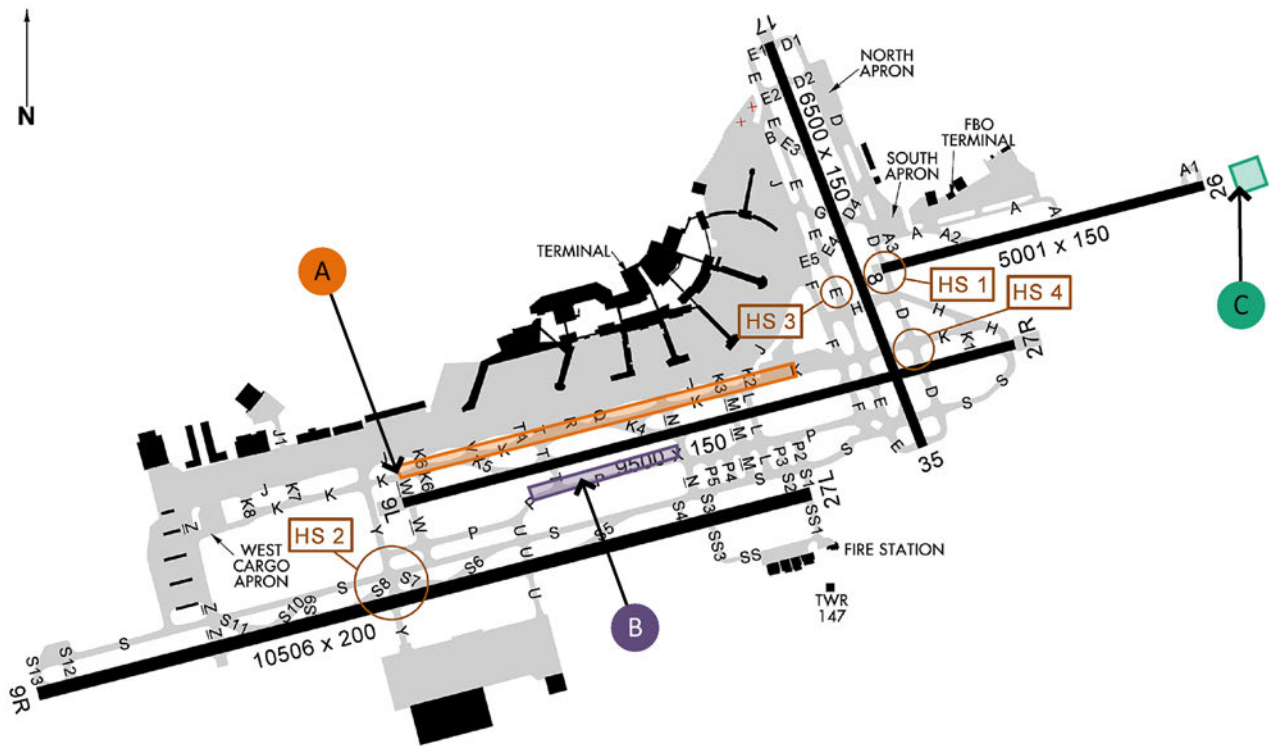 N
17
E1
D1
E
D2
E2
NORTH
APRON
6500 x 150
E
B
E3
D
FBO
TERMINAL
SOUTH
APRON
J
E
A1
26
C
G
D4
A
A
E
E4
D
A3
A
A2
5001 x 150
TERMINAL
A
E5
8
HS 1
HS 4
F
E
HS 3
H
D
H
H
F
K
K1
27R
J
K
J
K3
K2
K
L
D
S
S
M
N
Q
R
K4
T
TA
T
V
K
K5
J1
M
L
F
E
E
35
P
S
K
K6
K6
W
9L
W
T
T
9500 x 150
P
N
M
M
L
P5
P4
P3
P2
S
S2
S1
27L
J
K7
K8
K
K
Z
P
P
U
U
U
U
S
S5
S4
S3
SS3
SS
SS1
FIRE STATION
TWR
147
HS 2
Y
WEST
CARGO
APRON
S
S8
S7
S6
B
Z
Z
S11
S10
S9
Y
10506 x 200
S
S12
S13
9R